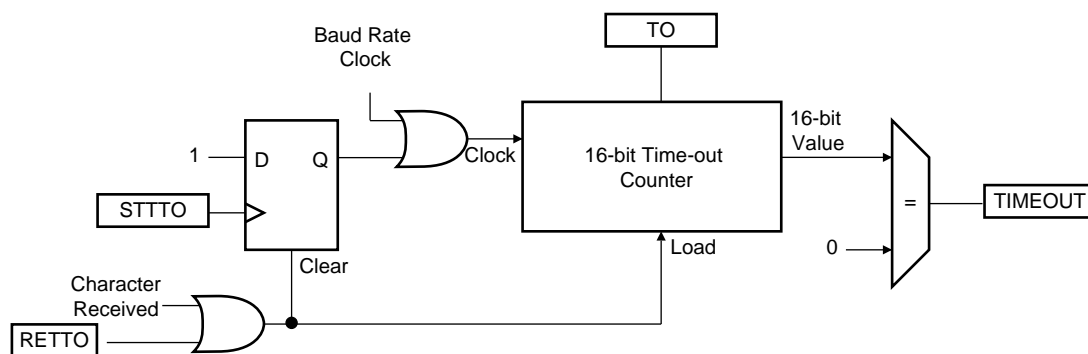 TO
Baud Rate
Clock
1
D
Q
Clock
16-bit Time-out
Counter
16-bit
Value
STTTO
=
TIMEOUT
Clear
Load
0
Character
Received
RETTO